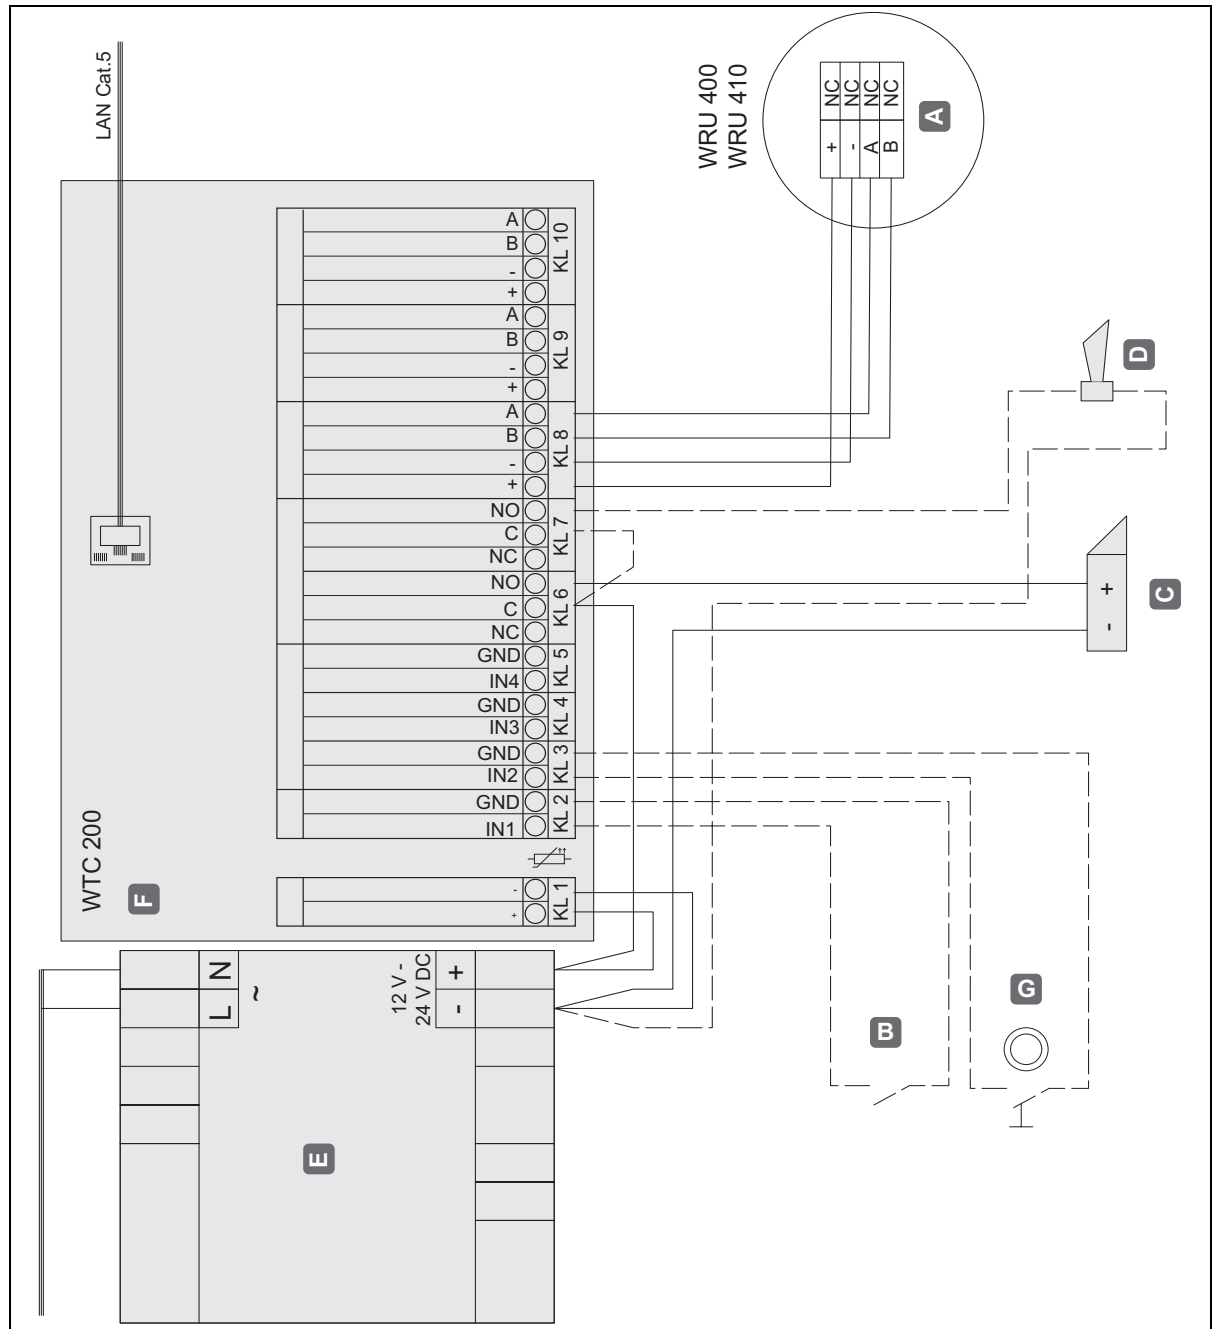 LAN Cat.5
WRU 400
WRU 410
+ NC
- NC
A NC
B NC
A
A
B
-
+
KL 10
A
B
-
+
KL 9
A
B
-
+
KL 8
NO
C
NC
KL 7
NO
C
NC
KL 6
GND
IN4
KL 5
GND
IN3
KL 4
GND
IN2
KL 3
GND
IN1
KL 2
-
+
KL 1
WTC 200
F
D
+
-
C
L N
~
12 V -
24 V DC
- +
E
B
G